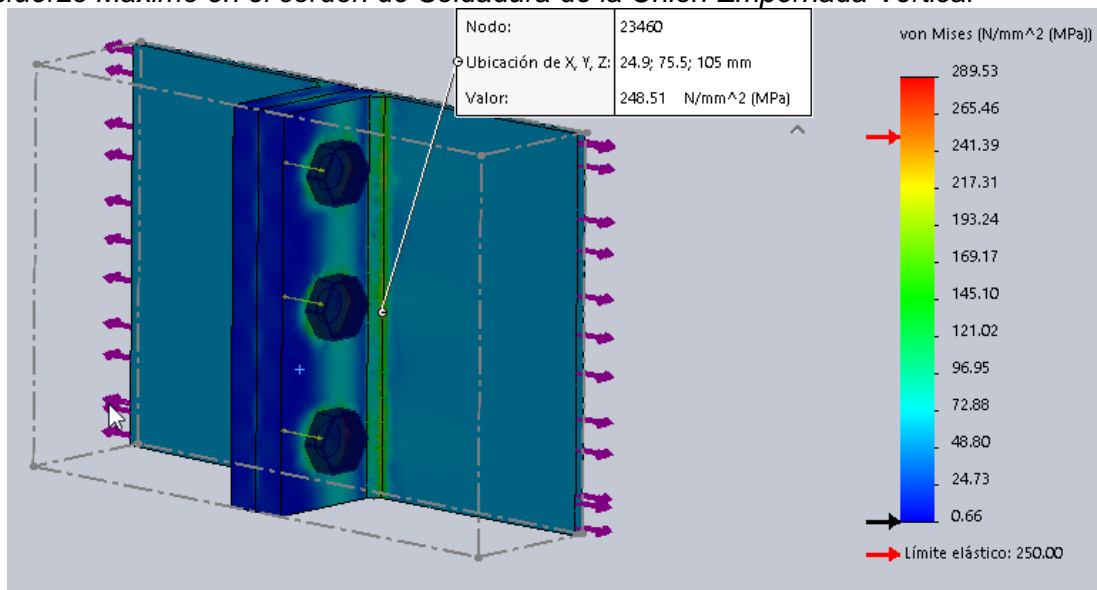 Máximo en el cordón de Soldadura de la Unión Empernada Vertical
Nodo: 23460
Ubicación de X, Y, Z: 24.9; 75.5; 105 mm
Valor: 248.51 N/mm^2 (MPa)
von Mises (N/mm^2 (MPa))
289.53
265.46
241.39
217.31
193.24
169.17
145.10
121.02
96.95
72.88
48.80
24.73
0.66
Límite elástico: 250.00